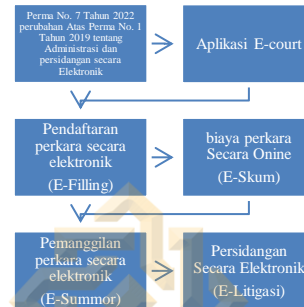 Perma No. 7 Tahun 2022
perubahan Atas Perma No. 1
Tahun 2019 tentang
Administrasi dan
persidangan secara
Elektronik
Aplikasi E-court
Pendaftaran
perkara secara
elektronik
(E-Filling)
biaya perkara
Secara Onine
(E-Skum)
Pemanggilan
perkara secara
elektronik
(E-Summor)
Persidangan
Secara Elektronik
(E-Litigasi)